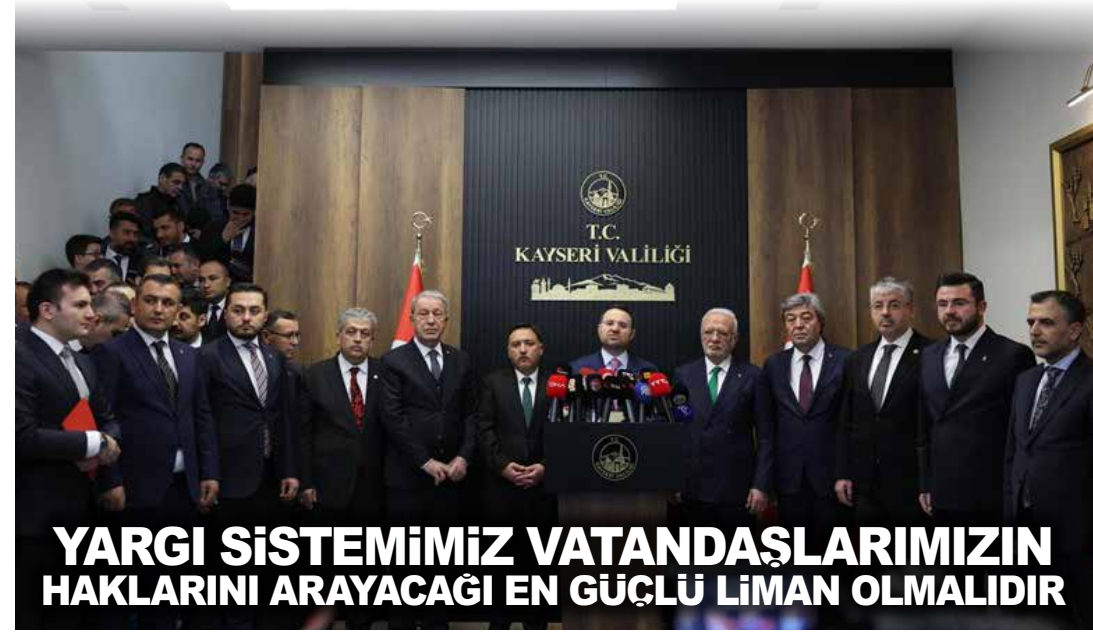 T.C.
KAYSERİ VALİLİĞİ
YARGI SİSTEMİMİZ VATANDAŞLARIMIZIN
HAKLARINI ARAYACAĞI EN GÜÇLÜ LİMAN OLMALIDIR